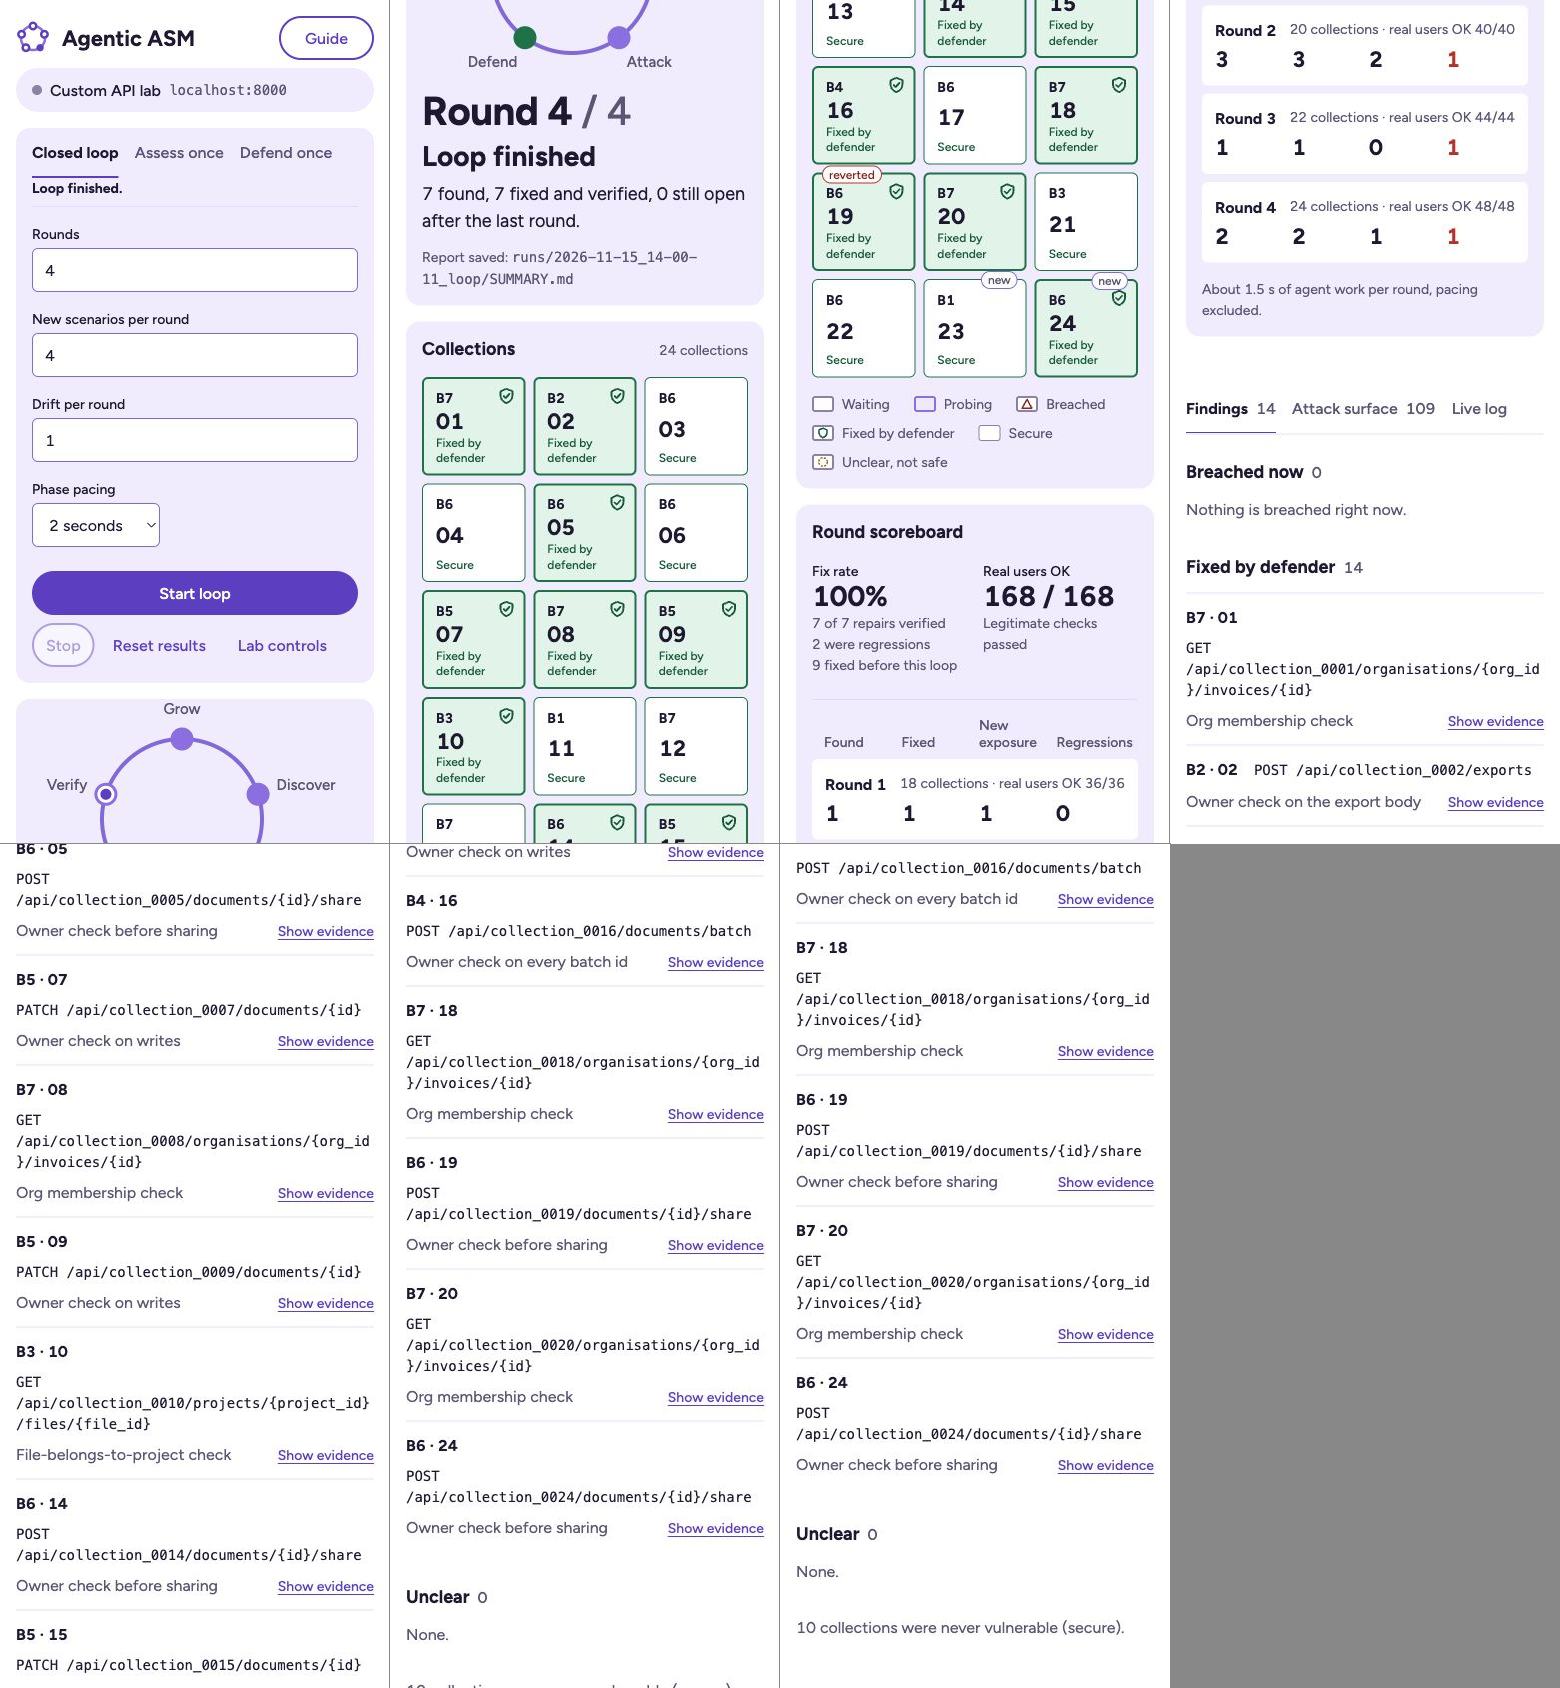 Agentic ASM
Guide
Custom API lab localhost:8000
Closed loop Assess once Defend once
Loop finished.
Rounds
4
New scenarios per round
4
Drift per round
1
Phase pacing
2 seconds
Start loop
Stop Reset results Lab controls
Grow
Verify
Discover
Defend Attack
Round 4 / 4
Loop finished
7 found, 7 fixed and verified, 0 still open
after the last round.
Report saved: runs/2026-11-15_14-00-
11_loop/SUMMARY.md
Collections 24 collections
B7
01
Fixed by
defender
B2
02
Fixed by
defender
B6
03
Secure
B6
04
Secure
B6
05
Fixed by
defender
B6
06
Secure
B5
07
Fixed by
defender
B7
08
Fixed by
defender
B5
09
Fixed by
defender
B3
10
Fixed by
defender
B1
11
Secure
B7
12
Secure
B7
B6
14
B5
15
13
Secure
14
Fixed by
defender
15
Fixed by
defender
B4
16
Fixed by
defender
B6
17
Secure
B7
18
Fixed by
defender
reverted
B6
19
Fixed by
defender
B7
20
Fixed by
defender
B3
21
Secure
B6
22
Secure
new
B1
23
Secure
new
B6
24
Fixed by
defender
Waiting Probing Breached
Fixed by defender Secure
Unclear, not safe
Round scoreboard
Fix rate
100%
7 of 7 repairs verified
2 were regressions
9 fixed before this loop
Real users OK
168 / 168
Legitimate checks
passed
Found Fixed New exposure Regressions
Round 1 18 collections · real users OK 36/36
1 1 1 0
Round 2 20 collections · real users OK 40/40
3 3 2 1
Round 3 22 collections · real users OK 44/44
1 1 0 1
Round 4 24 collections · real users OK 48/48
2 2 1 1
About 1.5 s of agent work per round, pacing
excluded.
Findings 14 Attack surface 109 Live log
Breached now 0
Nothing is breached right now.
Fixed by defender 14
B7 · 01
GET
/api/collection_0001/organisations/{org_id
}/invoices/{id}
Org membership check Show evidence
B2 · 02 POST /api/collection_0002/exports
Owner check on the export body Show evidence
B6 · 05
POST
/api/collection_0005/documents/{id}/share
Owner check before sharing Show evidence
B5 · 07
PATCH /api/collection_0007/documents/{id}
Owner check on writes Show evidence
B7 · 08
GET
/api/collection_0008/organisations/{org_id
}/invoices/{id}
Org membership check Show evidence
B5 · 09
PATCH /api/collection_0009/documents/{id}
Owner check on writes Show evidence
B3 · 10
GET
/api/collection_0010/projects/{project_id}
/files/{file_id}
File-belongs-to-project check Show evidence
B6 · 14
POST
/api/collection_0014/documents/{id}/share
Owner check before sharing Show evidence
B5 · 15
PATCH /api/collection_0015/documents/{id}
Owner check on writes Show evidence
B4 · 16
POST /api/collection_0016/documents/batch
Owner check on every batch id Show evidence
B7 · 18
GET
/api/collection_0018/organisations/{org_id
}/invoices/{id}
Org membership check Show evidence
B6 · 19
POST
/api/collection_0019/documents/{id}/share
Owner check before sharing Show evidence
B7 · 20
GET
/api/collection_0020/organisations/{org_id
}/invoices/{id}
Org membership check Show evidence
B6 · 24
POST
/api/collection_0024/documents/{id}/share
Owner check before sharing Show evidence
Unclear 0
None.
POST /api/collection_0016/documents/batch
Owner check on every batch id Show evidence
B7 · 18
GET
/api/collection_0018/organisations/{org_id
}/invoices/{id}
Org membership check Show evidence
B6 · 19
POST
/api/collection_0019/documents/{id}/share
Owner check before sharing Show evidence
B7 · 20
GET
/api/collection_0020/organisations/{org_id
}/invoices/{id}
Org membership check Show evidence
B6 · 24
POST
/api/collection_0024/documents/{id}/share
Owner check before sharing Show evidence
Unclear 0
None.
10 collections were never vulnerable (secure).